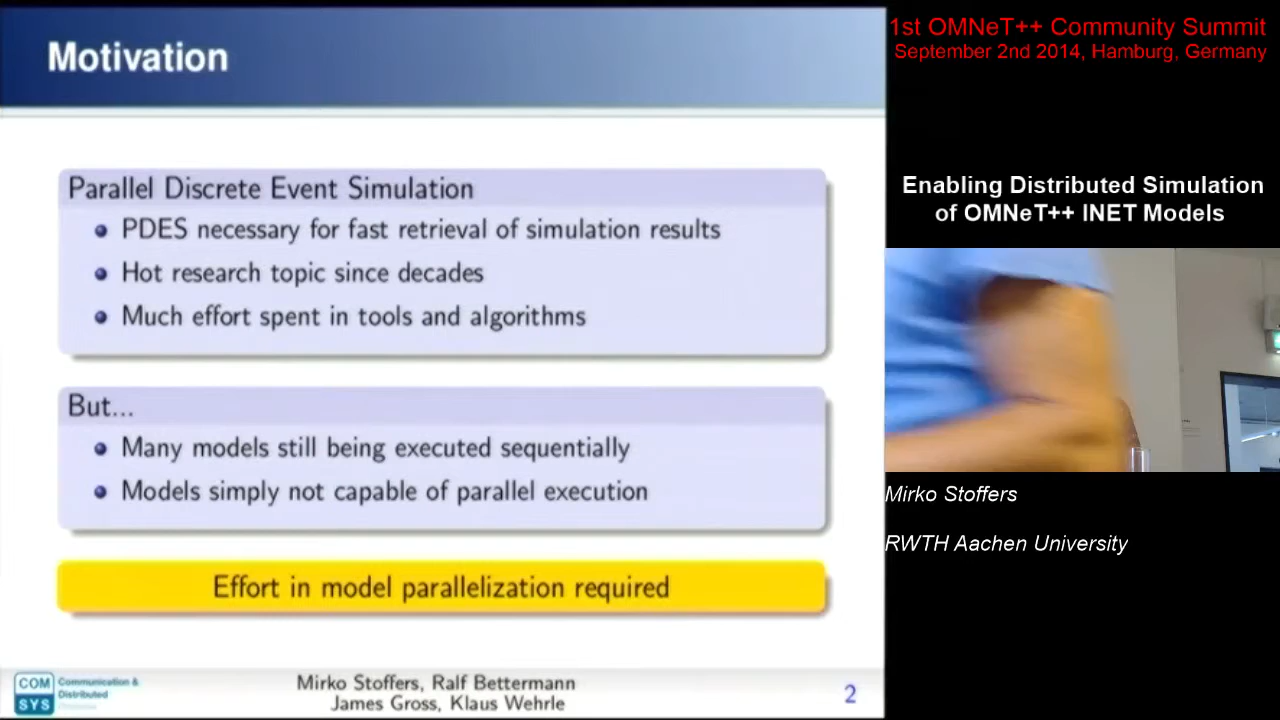 Motivation
Parallel Discrete Event Simulation
PDES necessary for fast retrieval of simulation results
Hot research topic since decades
Much effort spent in tools and algorithms
But...
Many models still being executed sequentially
Models simply not capable of parallel execution
Effort in model parallelization required
COM
SYS
Communication &
Distributed
Mirko Stoffers, Ralf Bettermann
James Gross, Klaus Wehrle
2
1st OMNeT++ Community Summit
September 2nd 2014, Hamburg, Germany
Enabling Distributed Simulation
of OMNeT++ INET Models
Mirko Stoffers
RWTH Aachen University